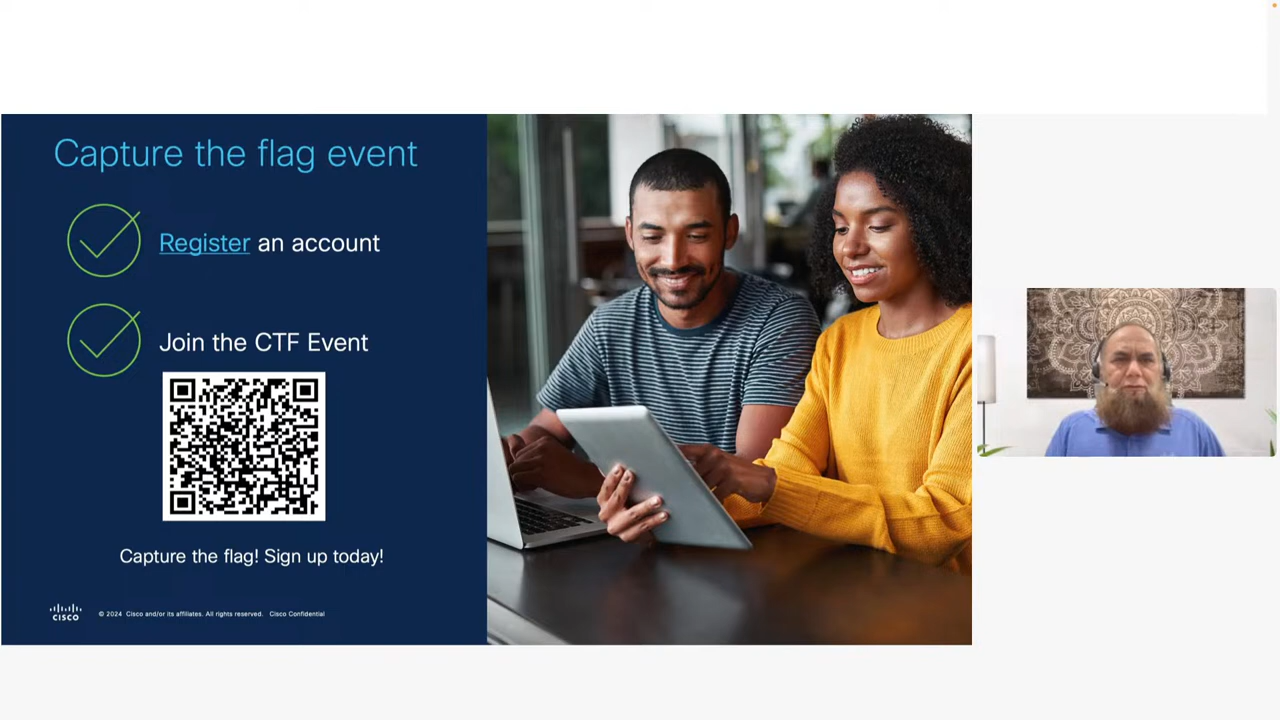 Capture the flag event
Register an account
Join the CTF Event
Capture the flag! Sign up today!
CISCO
© 2024 Cisco and/or its affiliates. All rights reserved. Cisco Confidential